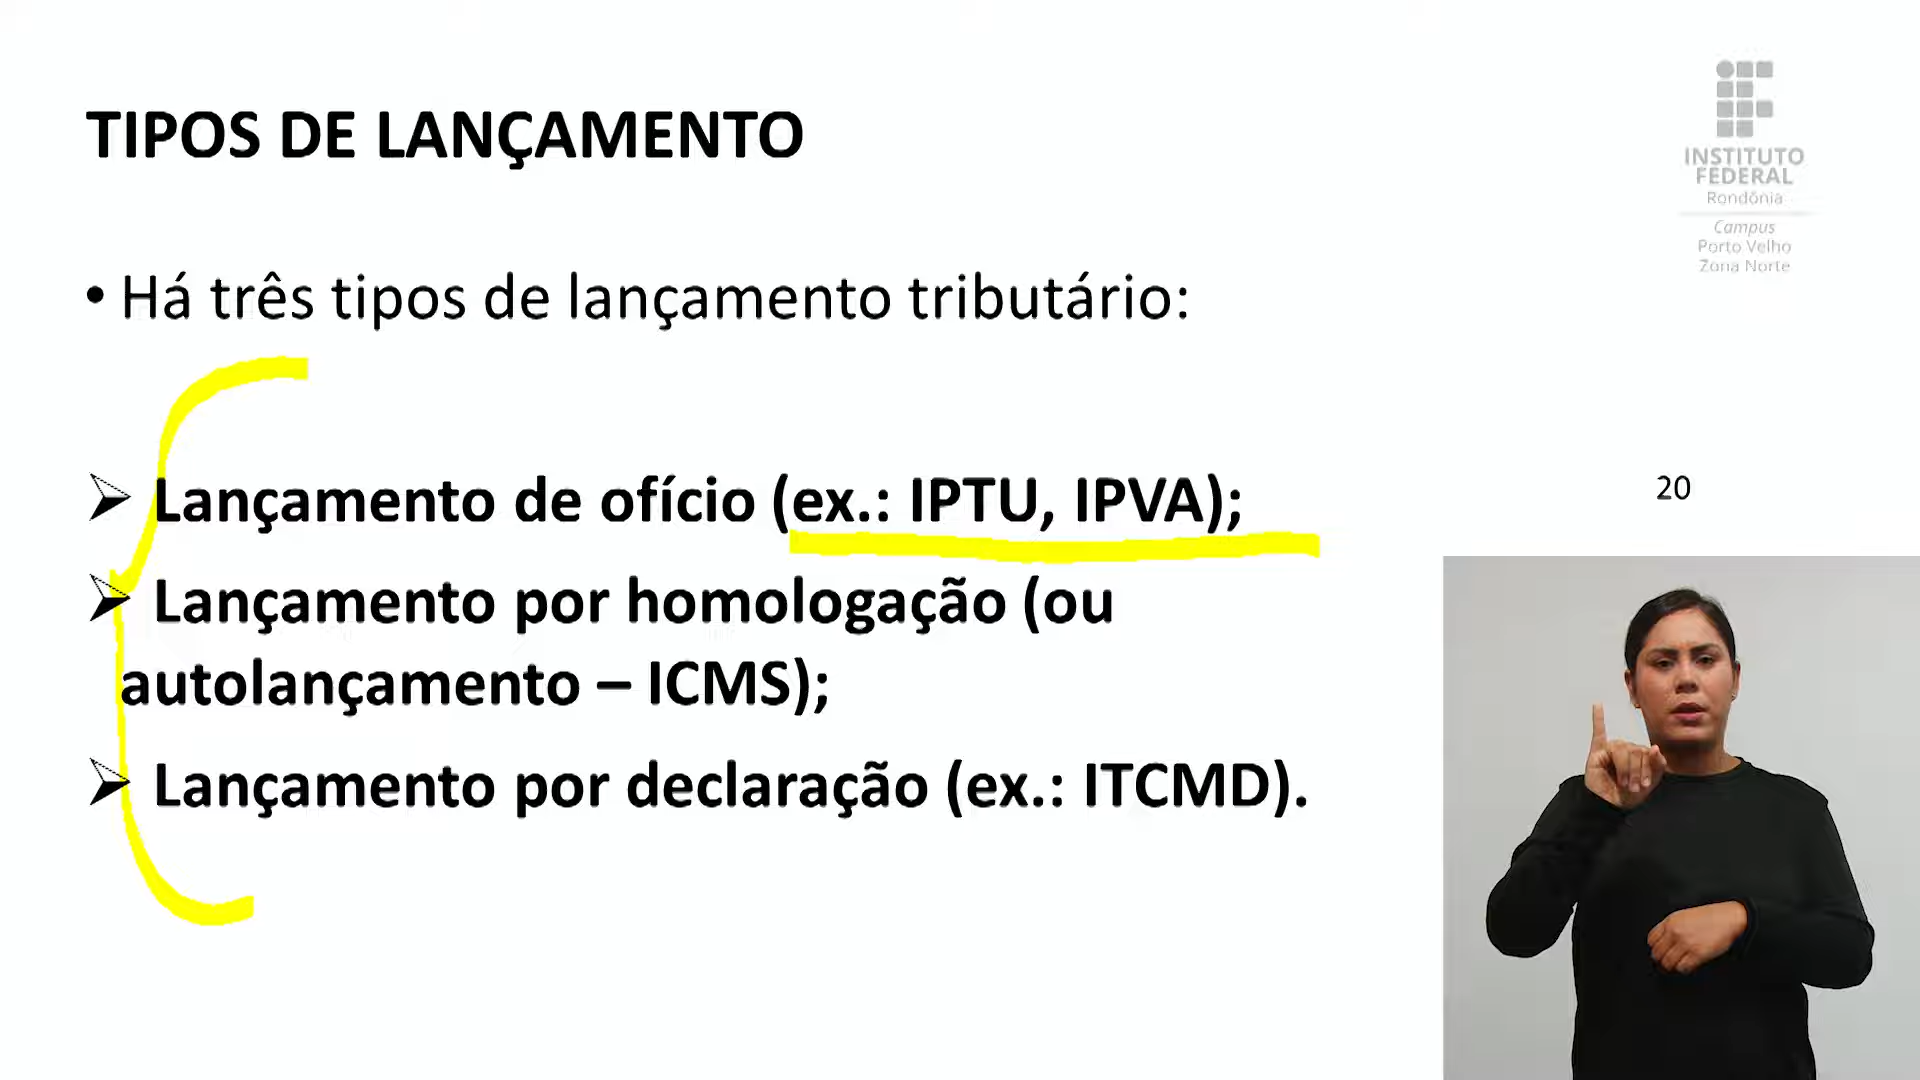 TIPOS DE LANÇAMENTO
INSTITUTO
FEDERAL
Rondônia
Campus
Porto Velho
Zona Norte
• Há três tipos de lançamento tributário:
➢ Lançamento de ofício (ex.: IPTU, IPVA);
20
➢ Lançamento por homologação (ou
autolançamento – ICMS);
➢ Lançamento por declaração (ex.: ITCMD).